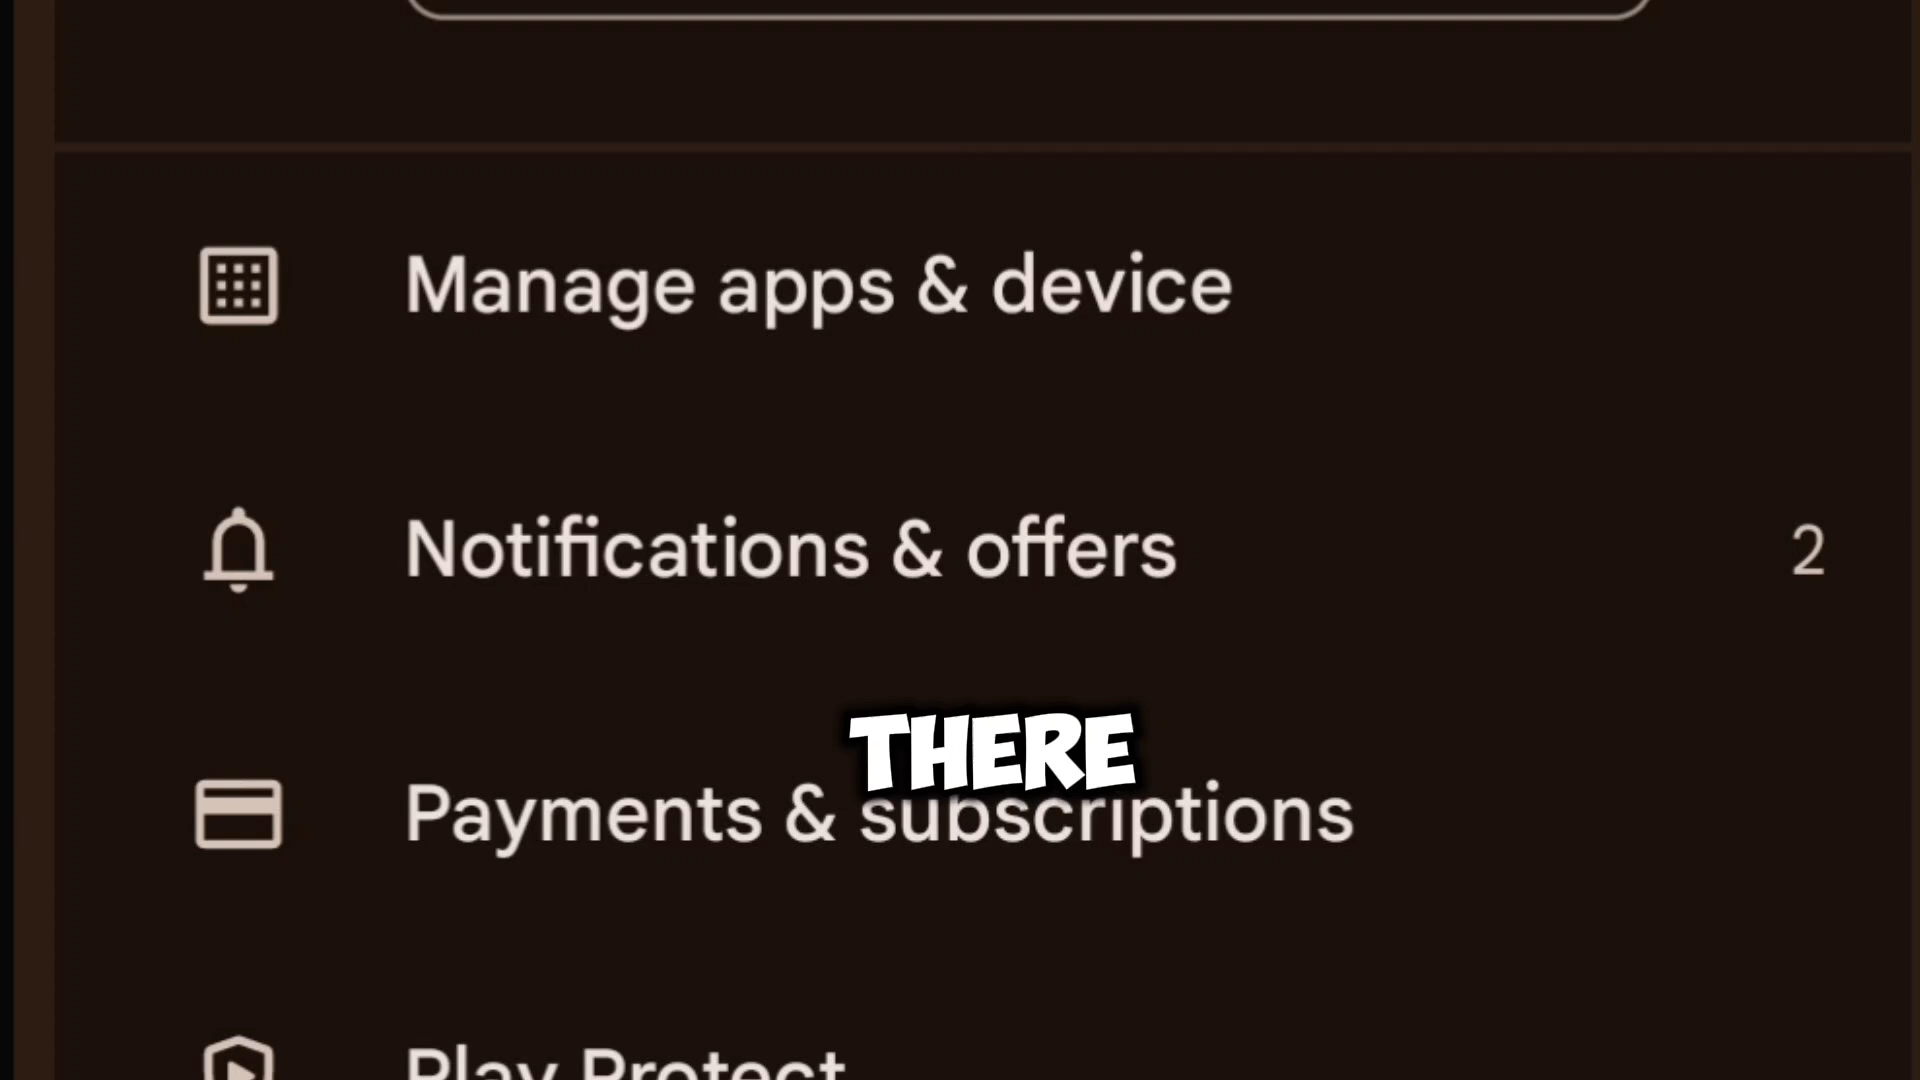 Manage apps & device
Notifications & offers 2
THERE
Payments & subscriptions
Play Protect